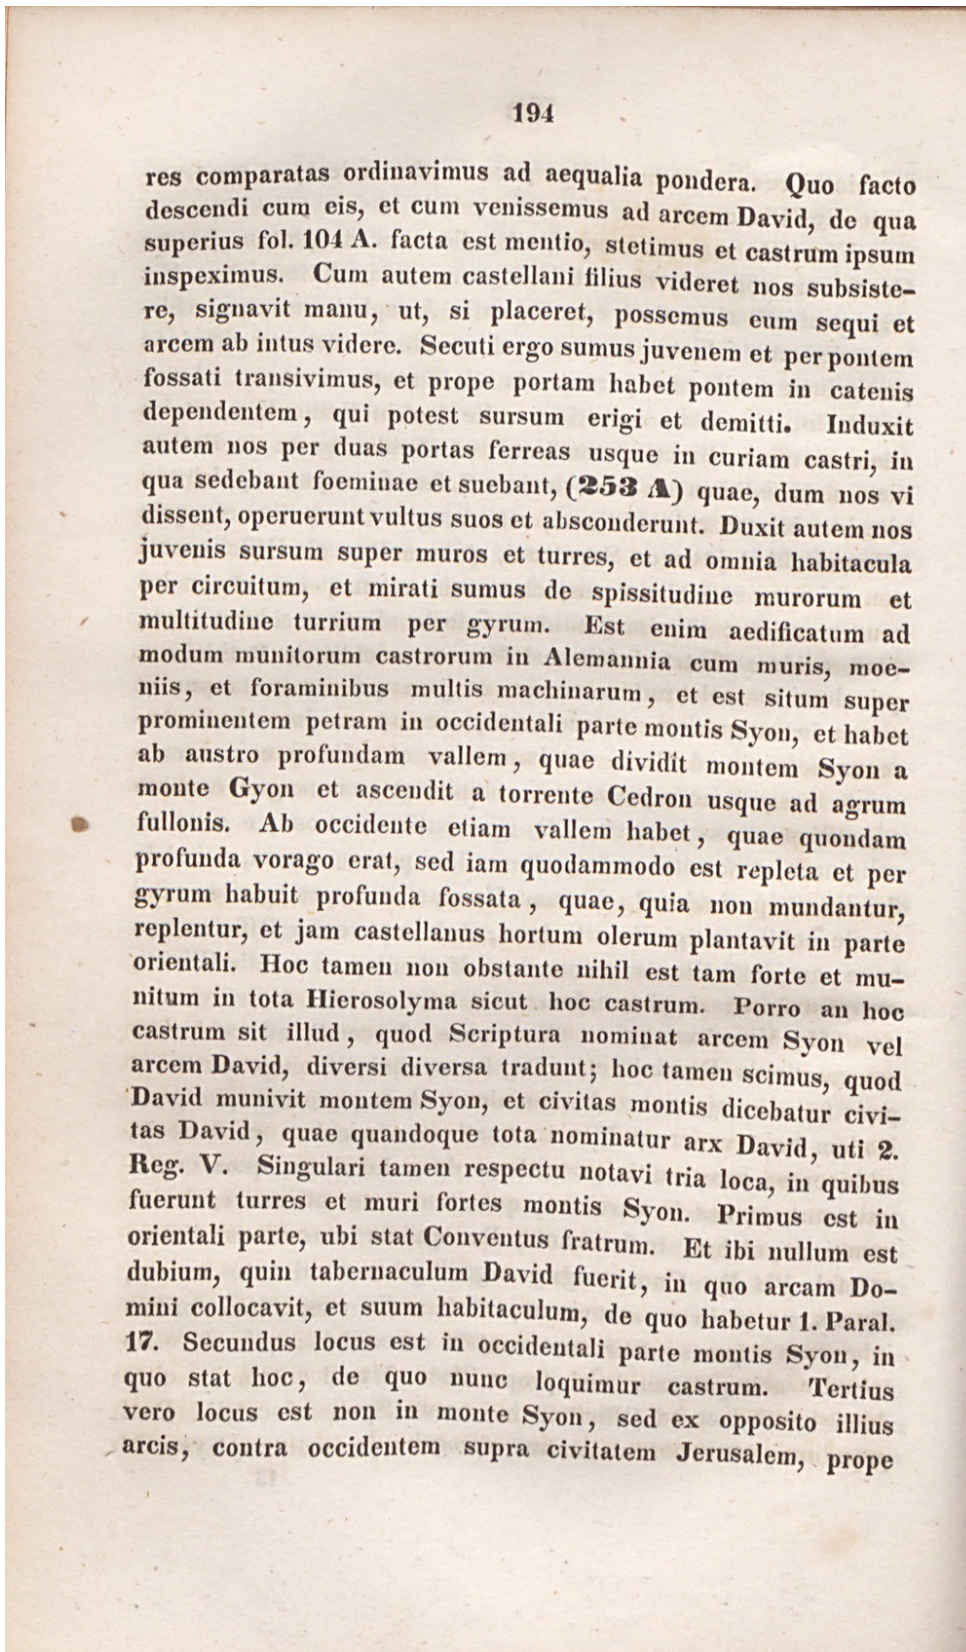 194
res comparatas ordinavimus ad aequalia pondera. Quo facto
descendi cum eis, et cum venissemus ad arcem David, de qua
superius fol. 104 A. facta est mentio, stetimus et castrum ipsum
inspeximus. Cum autem castellani filius videret nos subsiste-
re, signavit manu, ut, si placeret, possemus eum sequi et
arcem ab intus videre. Secuti ergo sumus juvenem et per pontem
fossati transivimus, et prope portam habet pontem in catenis
dependentem, qui potest sursum erigi et demitti. Induxit
autem nos per duas portas ferreas usque in curiam castri, in
qua sedebant foeminae et suebant, (253 A) quae, dum nos vi
dissent, operuerunt vultus suos et absconderunt. Duxit autem nos
juvenis sursum super muros et turres, et ad omnia habitacula
per circuitum, et mirati sumus de spissitudine murorum et
multitudine turrium per gyrum. Est enim aedificatum ad
modum munitorum castrorum in Alemannia cum muris, moe-
niis, et foraminibus multis machinarum, et est situm super
prominentem petram in occidentali parte montis Syon, et habet
ab austro profundam vallem, quae dividit montem Syon a
monte Gyon et ascendit a torrente Cedron usque ad agrum
fullonis. Ab occidente etiam vallem habet, quae quondam
profunda vorago erat, sed iam quodammodo est repleta et per
gyrum habuit profunda fossata, quae, quia non mundantur,
replentur, et jam castellanus hortum olerum plantavit in parte
orientali. Hoc tamen non obstante nihil est tam forte et mu-
nitum in tota Hierosolyma sicut hoc castrum. Porro an hoc
castrum sit illud, quod Scriptura nominat arcem Syon vel
arcem David, diversi diversa tradunt; hoc tamen scimus, quod
David munivit montem Syon, et civitas montis dicebatur civi-
tas David, quae quandoque tota nominatur arx David, uti 2.
Reg. V. Singulari tamen respectu notavi tria loca, in quibus
fuerunt turres et muri fortes montis Syon. Primus est in
orientali parte, ubi stat Conventus fratrum. Et ibi nullum est
dubium, quin tabernaculum David fuerit, in quo arcam Do-
mini collocavit, et suum habitaculum, de quo habetur 1. Paral.
17. Secundus locus est in occidentali parte montis Syon, in
quo stat hoc, de quo nunc loquimur castrum. Tertius
vero locus est non in monte Syon, sed ex opposito illius
arcis, contra occidentem supra civitatem Jerusalem, prope